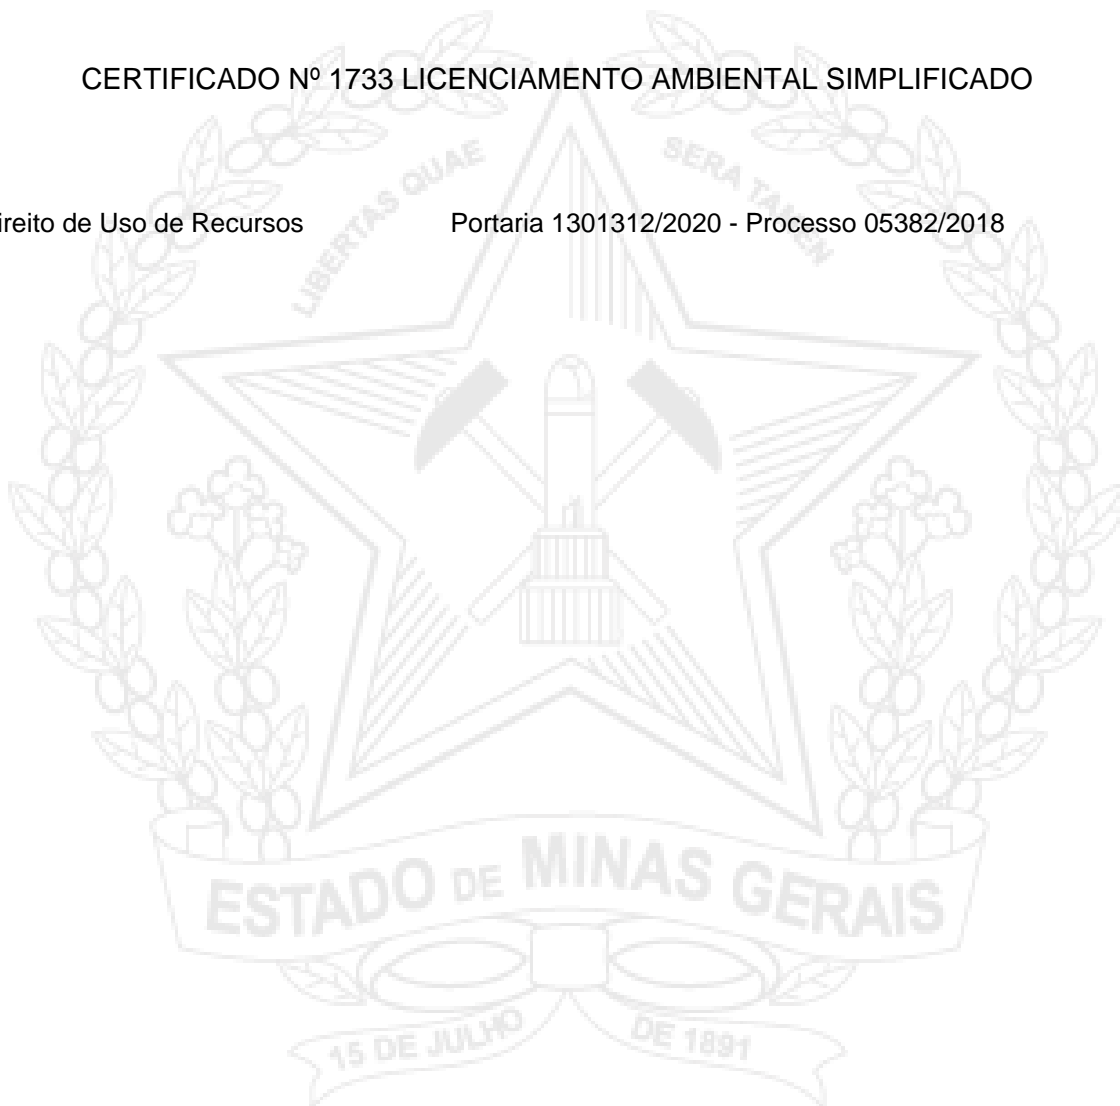 CERTIFICADO Nº 1733 LICENCIAMENTO AMBIENTAL SIMPLIFICADO
LIBERTAS QUAE SERA TAMEN
ireito de Uso de Recursos Portaria 1301312/2020 - Processo 05382/2018
ESTADO DE MINAS GERAIS
15 DE JULHO DE 1891